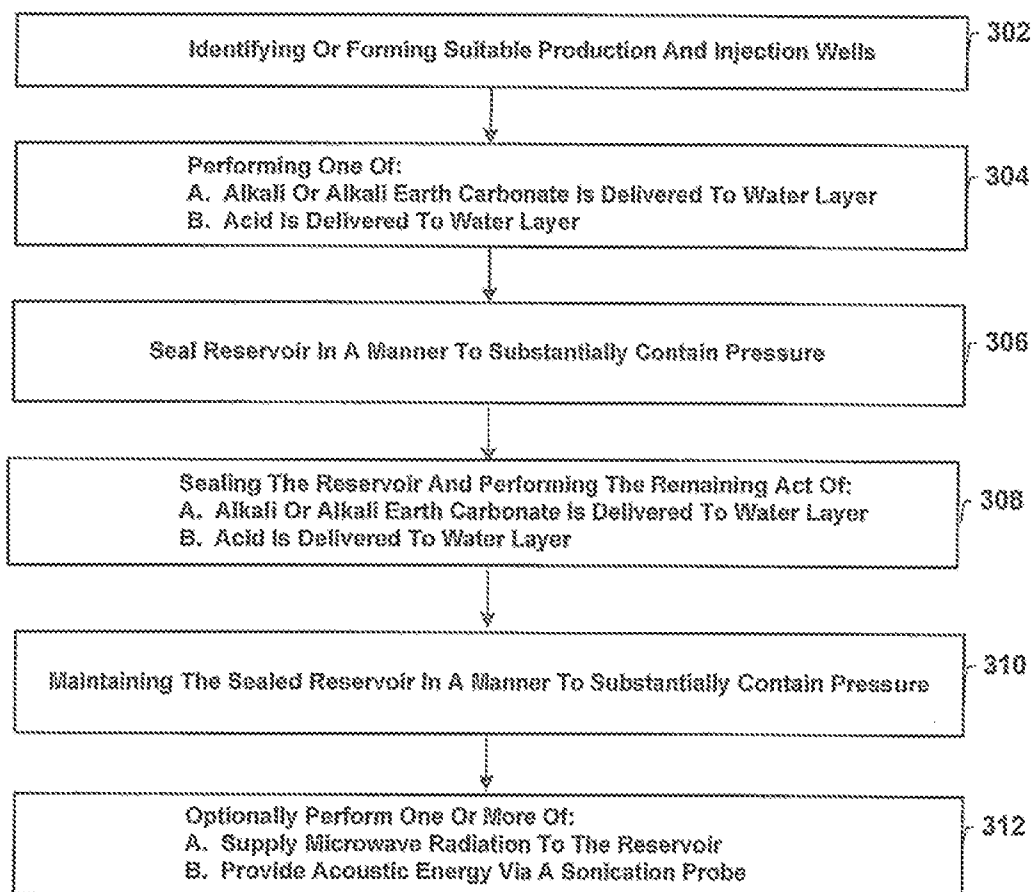 Identifying Or Forming Suitable Production And Injection Wells
302
Performing One Of:
A. Alkali Or Alkali Earth Carbonate Is Delivered To Water Layer
B. Acid Is Delivered To Water Layer
304
Seal Reservoir In A Manner To Substantially Contain Pressure
306
Sealing The Reservoir And Performing The Remaining Act Of:
A. Alkali Or Alkali Earth Carbonate Is Delivered To Water Layer
B. Acid Is Delivered To Water Layer
308
Maintaining The Sealed Reservoir In A Manner To Substantially Contain Pressure
310
Optionally Perform One Or More Of:
A. Supply Microwave Radiation To The Reservoir
B. Provide Acoustic Energy Via A Sonication Probe
312